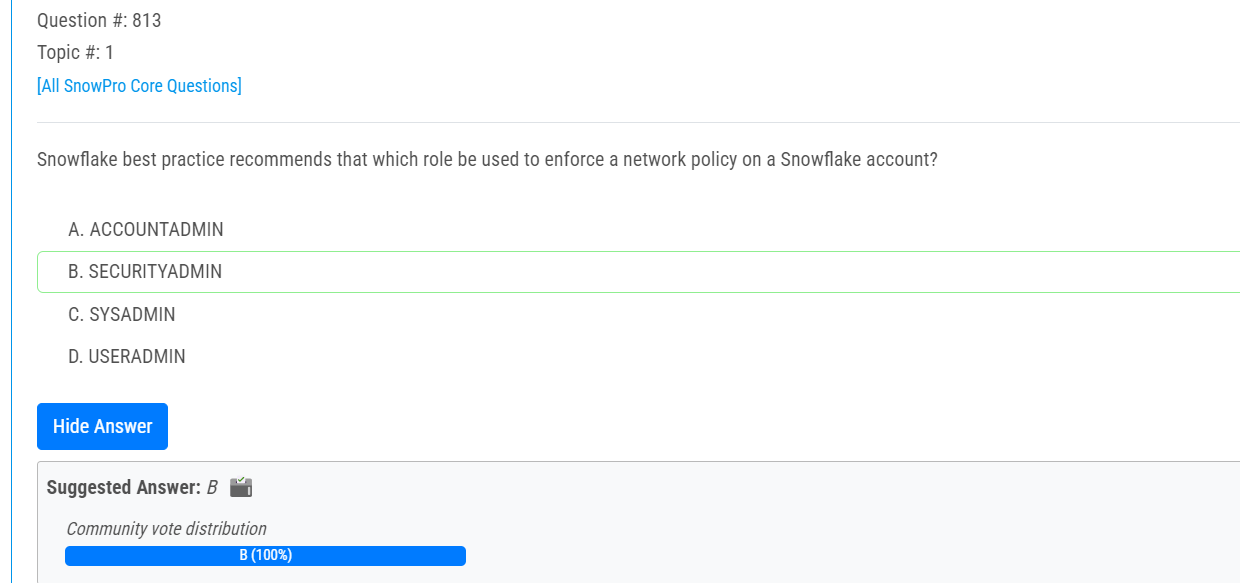 Question #: 813
Topic #: 1
[All SnowPro Core Questions]
Snowflake best practice recommends that which role be used to enforce a network policy on a Snowflake account?
A. ACCOUNTADMIN
B. SECURITYADMIN
C. SYSADMIN
D. USERADMIN
Hide Answer
Suggested Answer: B
Community vote distribution
B (100%)